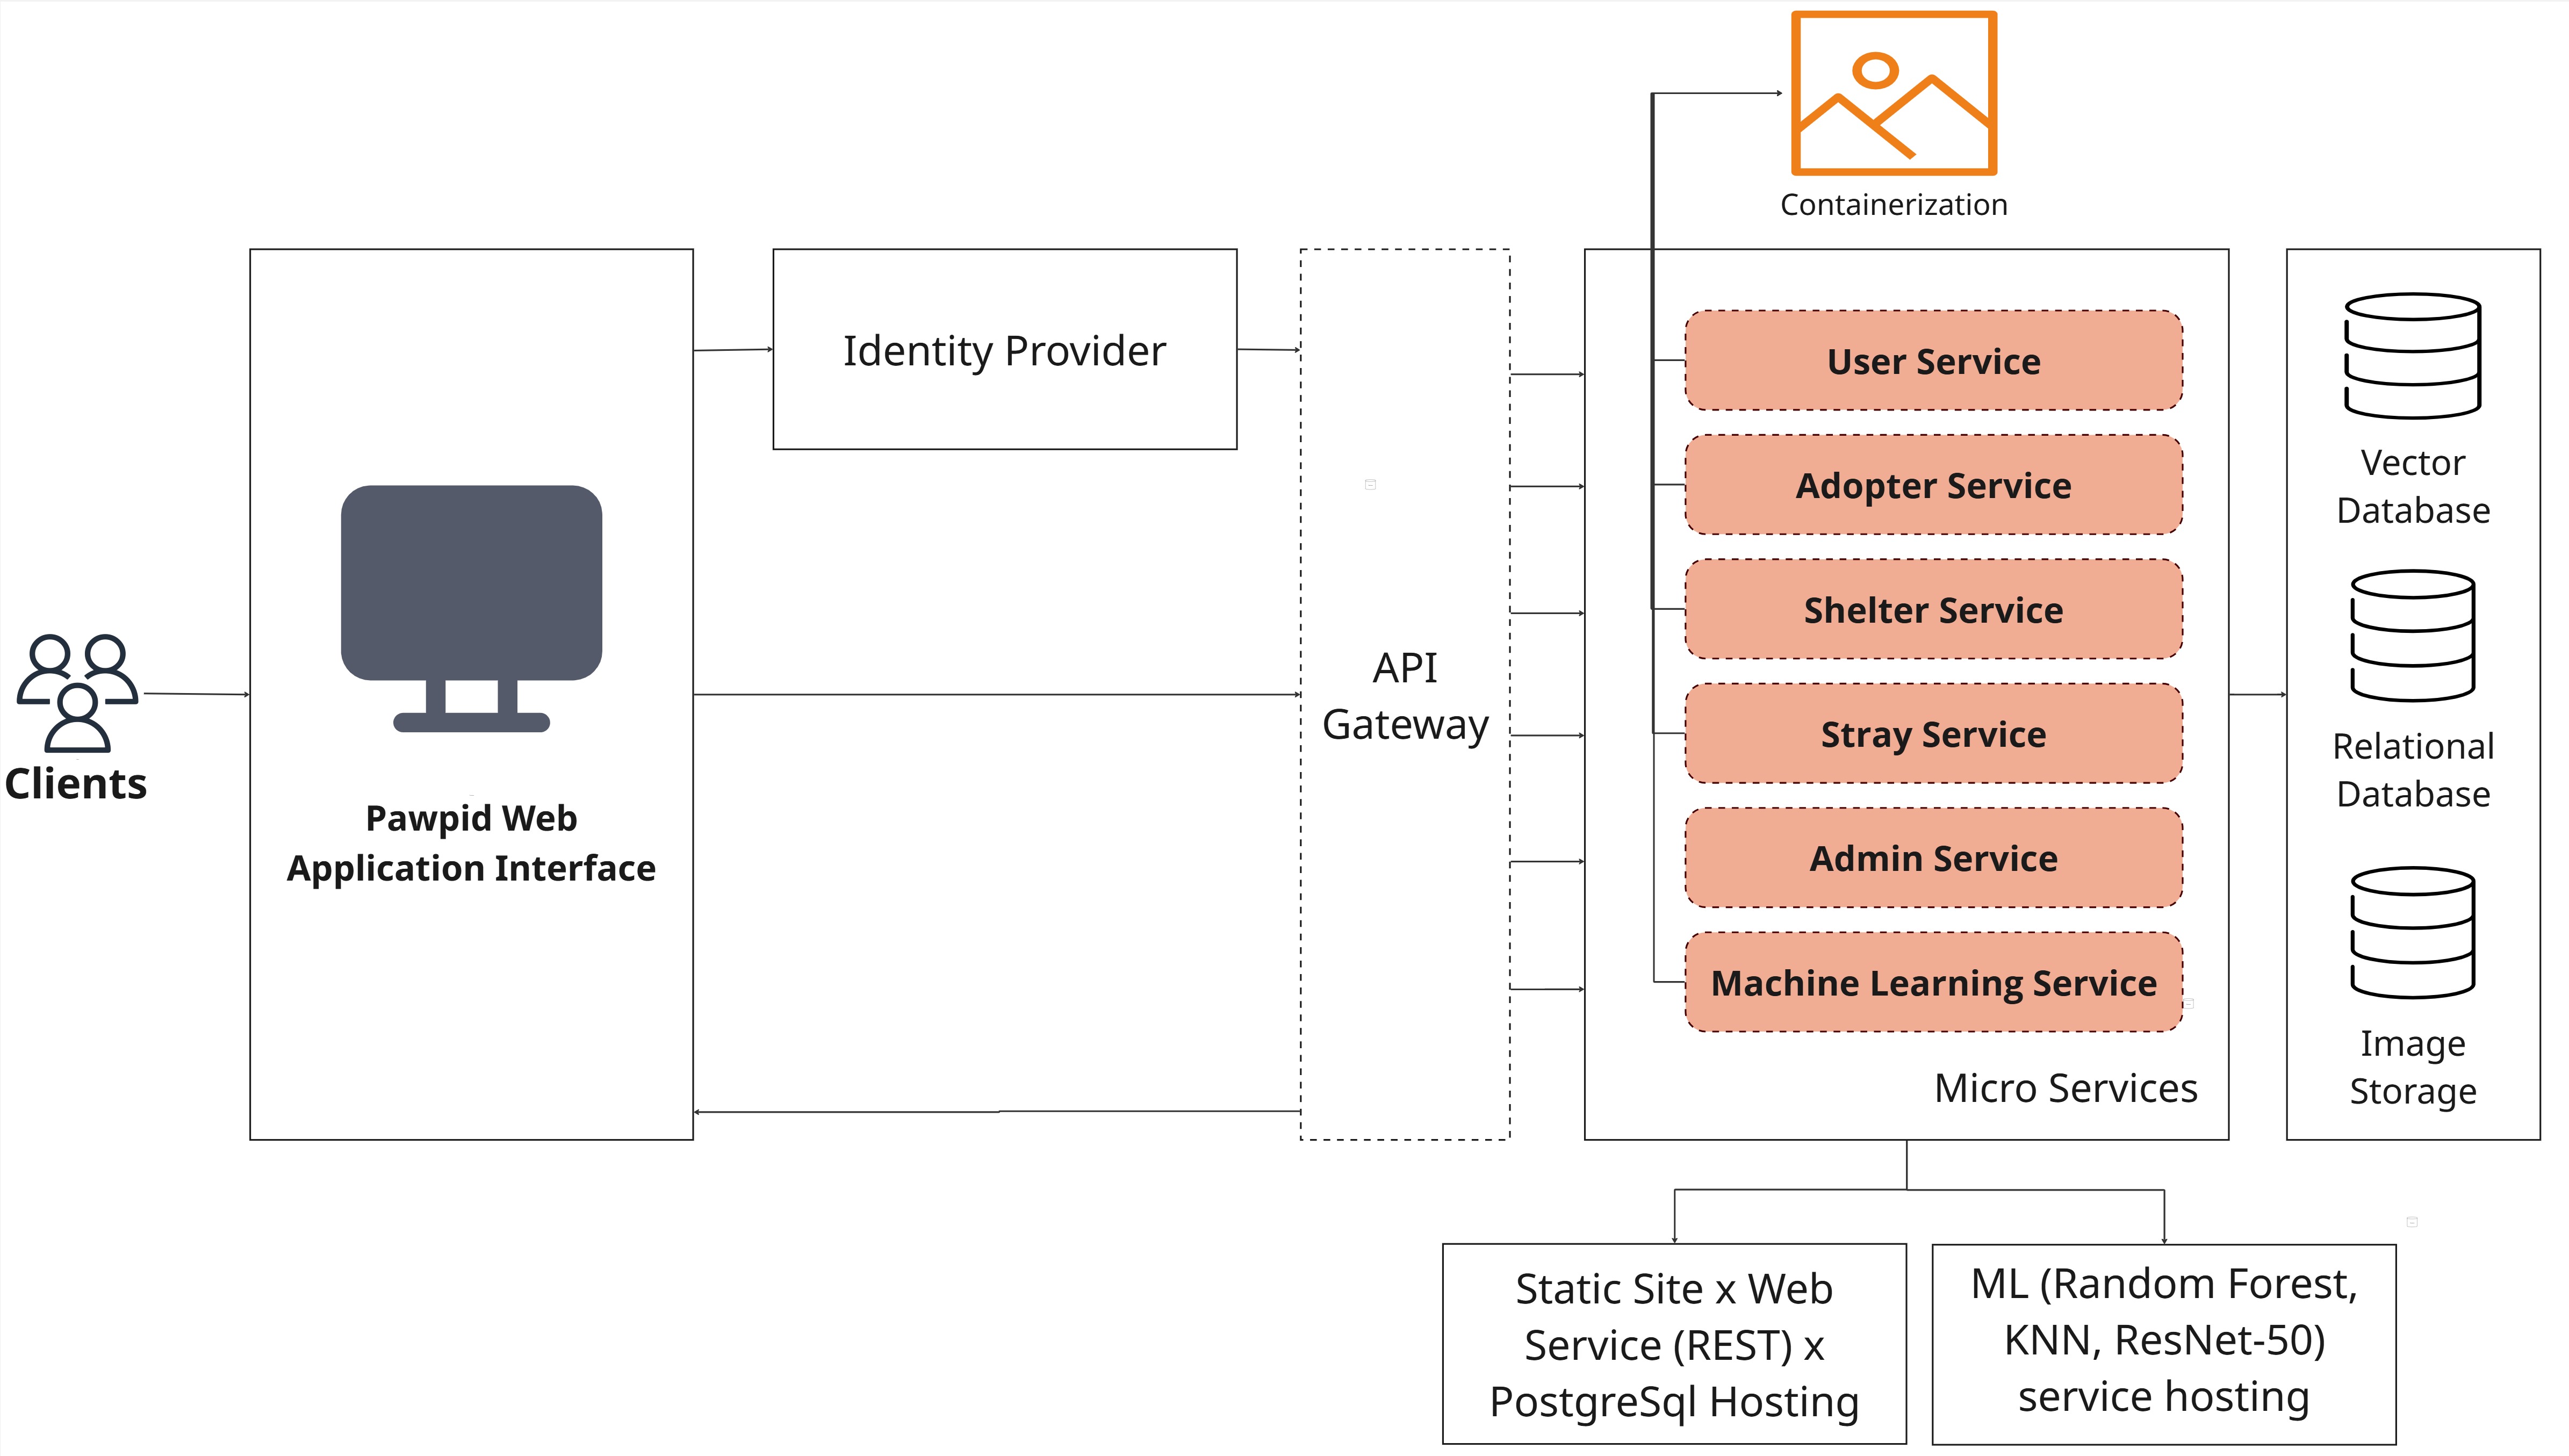 Containerization
Identity Provider
User Service
Adopter Service
Shelter Service
Stray Service
Admin Service
Machine Learning Service
Micro Services
API
Gateway
Clients
Pawpid Web
Application Interface
Vector
Database
Relational
Database
Image
Storage
Static Site x Web
Service (REST) x
PostgreSql Hosting
ML (Random Forest,
KNN, ResNet-50)
service hosting